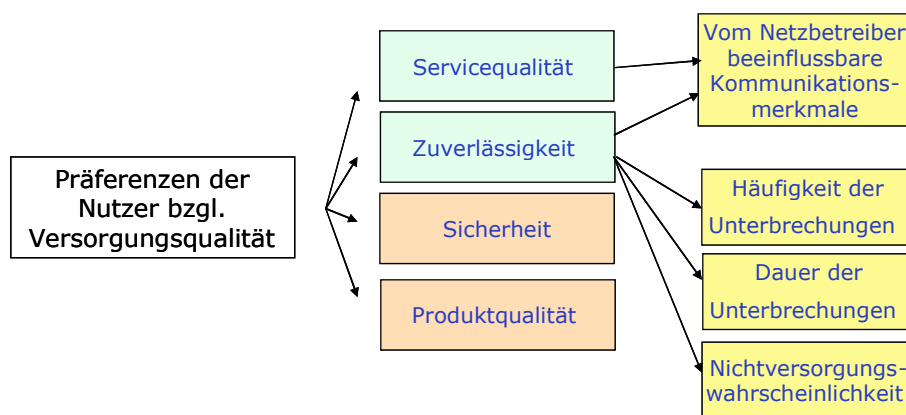 Präferenzen der
Nutzer bzgl.
Versorgungsqualität
Servicequalität
Zuverlässigkeit
Sicherheit
Produktqualität
Vom Netzbetreiber
beeinflussbare
Kommunikations-
merkmale
Häufigkeit der
Unterbrechungen
Dauer der
Unterbrechungen
Nichtversorgungs-
wahrscheinlichkeit